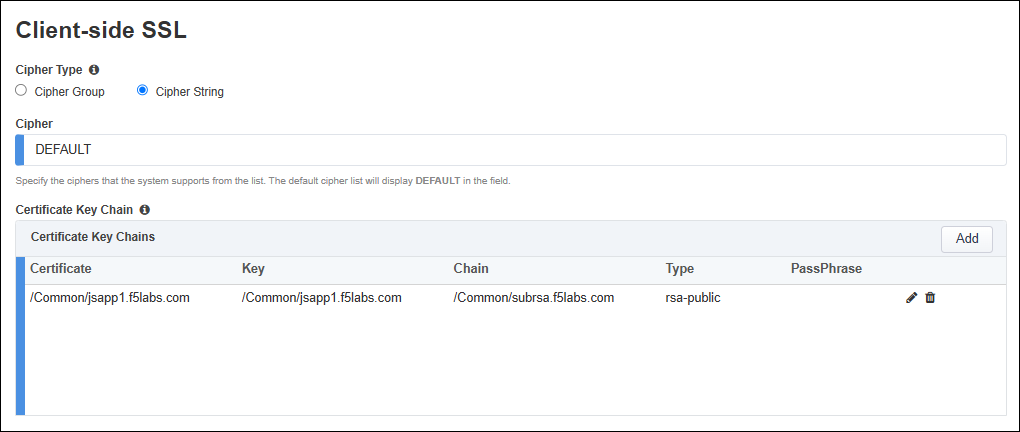 Client-side SSL
Cipher Type
Cipher Group Cipher String
Cipher
DEFAULT
Specify the ciphers that the system supports from the list. The default cipher list will display DEFAULT in the field.
Certificate Key Chain
Certificate Key Chains Add
Certificate Key Chain Type PassPhrase
/Common/jsapp1.f5labs.com /Common/jsapp1.f5labs.com /Common/subrsa.f5labs.com rsa-public